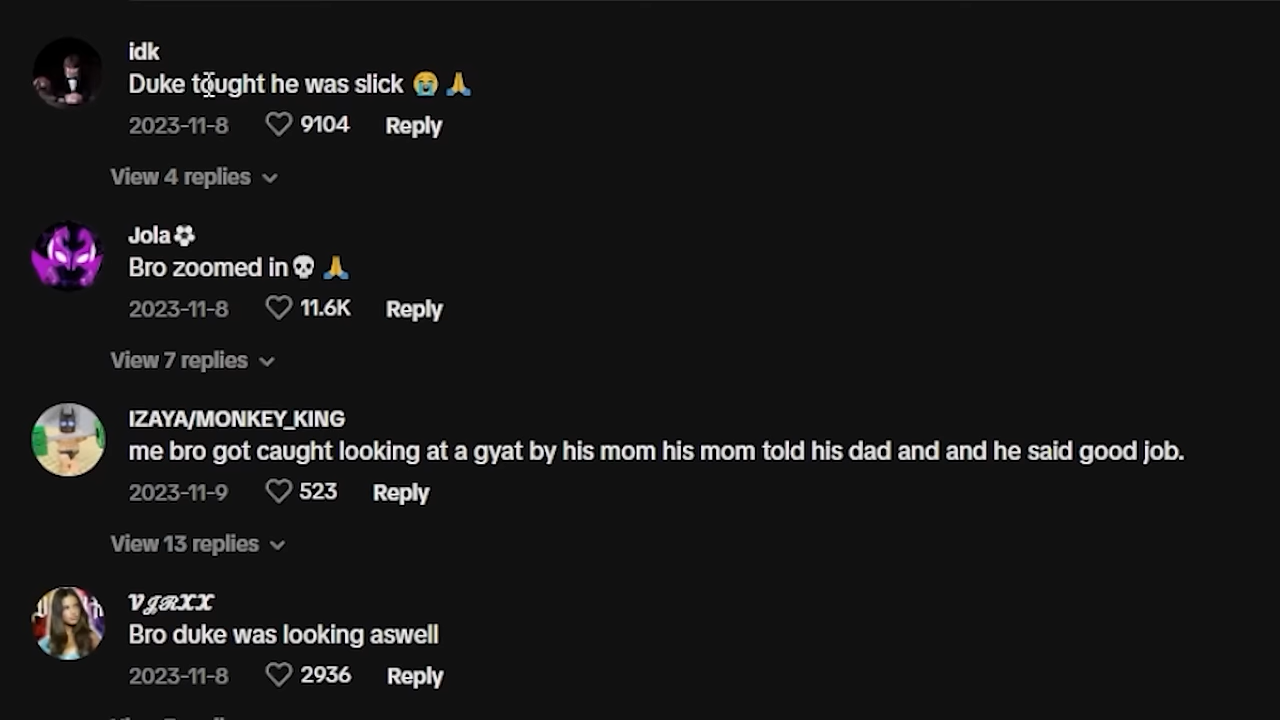 idk
Duke tought he was slick 😭 🙏
2023-11-8 9104 Reply
View 4 replies
Jola⚽
Bro zoomed in💀 🙏
2023-11-8 11.6K Reply
View 7 replies
IZAYA/MONKEY_KING
me bro got caught looking at a gyat by his mom his mom told his dad and and he said good job.
2023-11-9 523 Reply
View 13 replies
𝓥𝓙𝓡𝓧𝓧
Bro duke was looking aswell
2023-11-8 2936 Reply